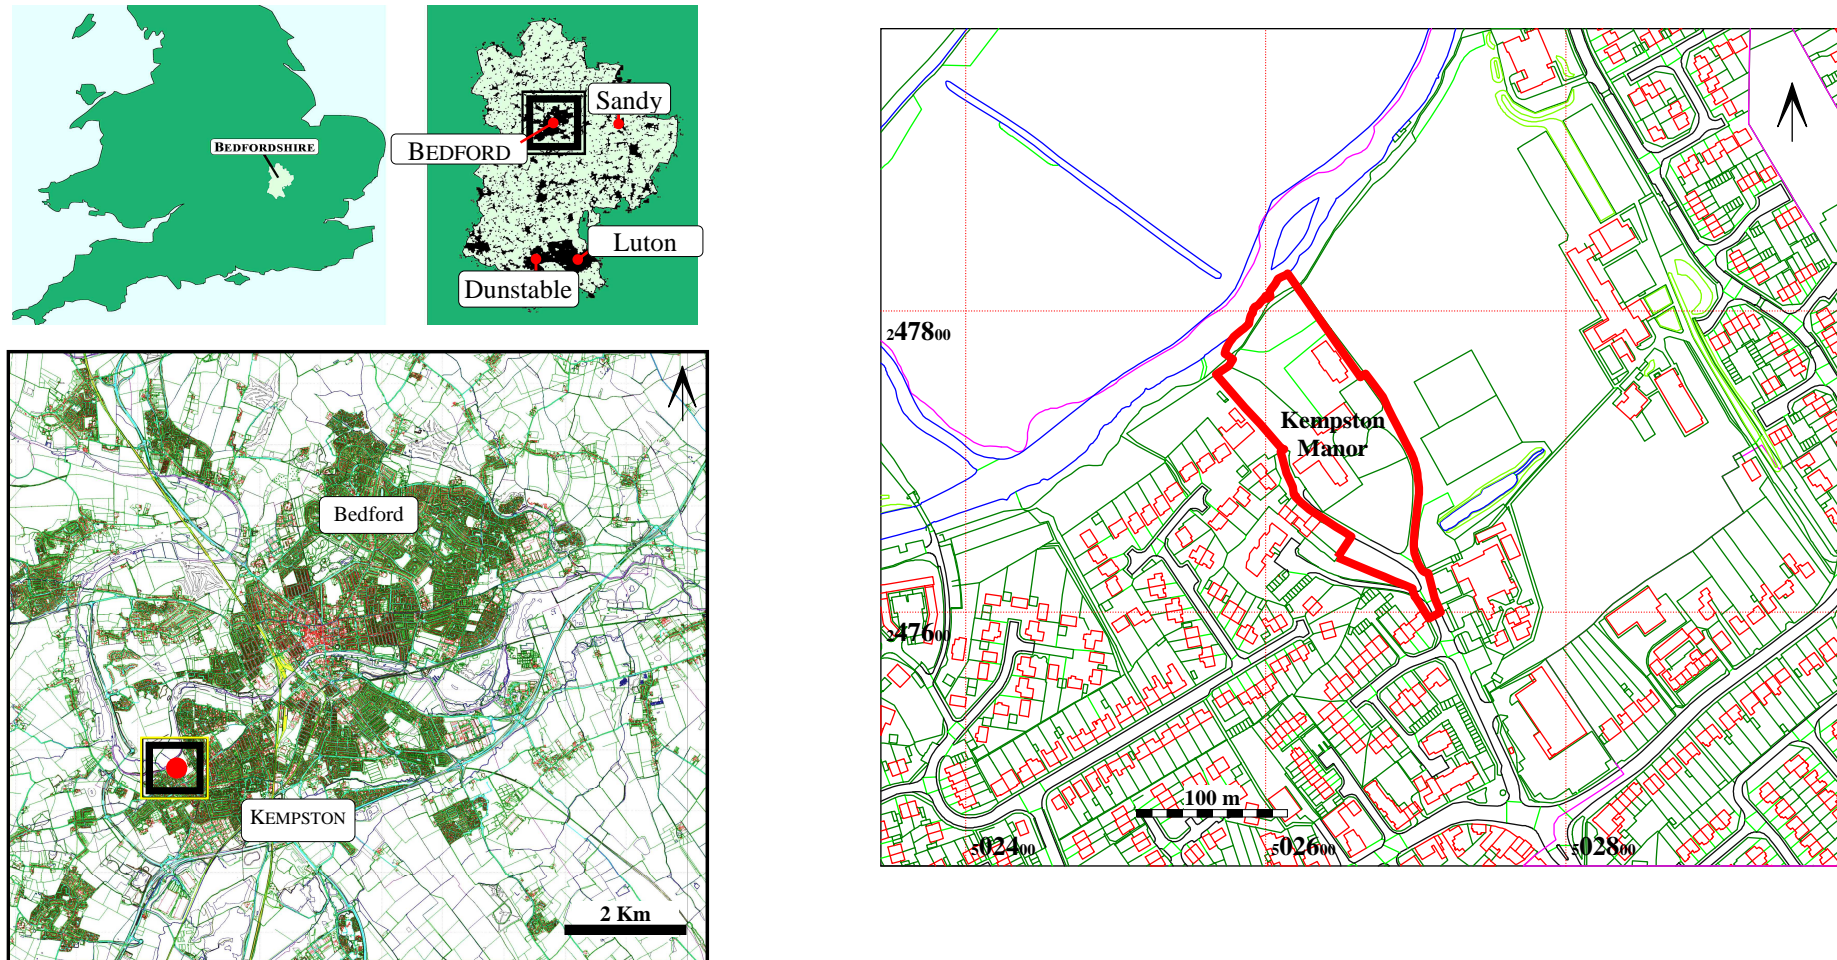 BEDFORDSHIRE
Sandy
BEDFORD
Luton
Dunstable
Bedford
KEMPSTON
2 Km
247800
Kempston
Manor
247600
100 m
502400
502600
502800